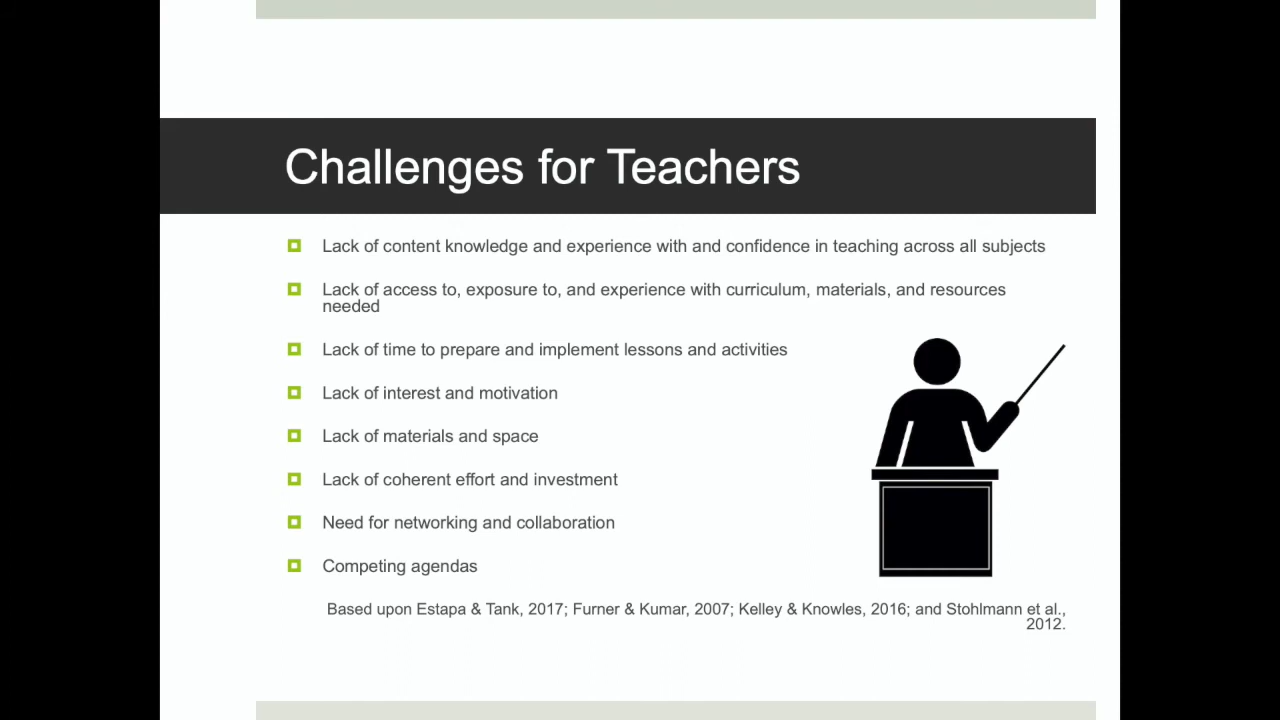 Challenges for Teachers
Lack of content knowledge and experience with and confidence in teaching across all subjects
Lack of access to, exposure to, and experience with curriculum, materials, and resources
needed
Lack of time to prepare and implement lessons and activities
Lack of interest and motivation
Lack of materials and space
Lack of coherent effort and investment
Need for networking and collaboration
Competing agendas
Based upon Estapa & Tank, 2017; Furner & Kumar, 2007; Kelley & Knowles, 2016; and Stohlmann et al.,
2012.